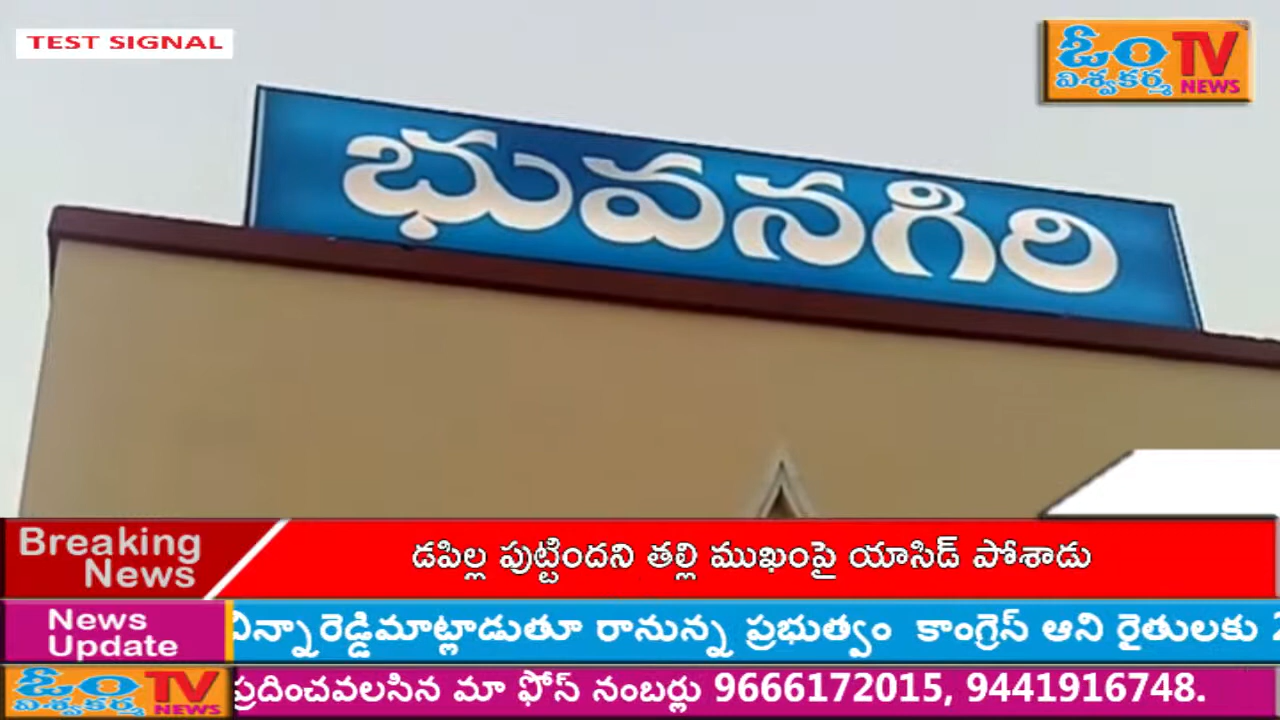 TEST SIGNAL
ఓం TV
విశ్వకర్మ NEWS
భువనగిరి
Breaking
News
డపిల్ల పుట్టిందని తల్లి ముఖంపై యాసిడ్ పోశాడు
News
Update
విన్నారెడ్డిమాట్లాడుతూ రానున్న ప్రభుత్వం కాంగ్రెస్ ఆని రైతులకు
ఓం TV
విశ్వకర్మ NEWS
ప్రదించవలసిన మా ఫోస్ నంబర్లు 9666172015, 9441916748.